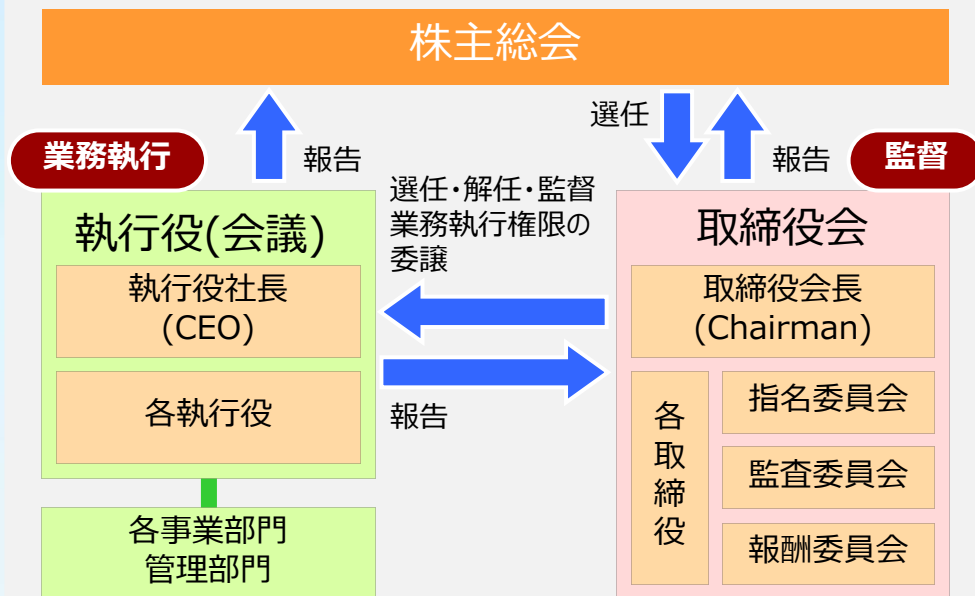 株主総会
選任
業務執行
報告
報告
監督
選任・解任・監督
業務執行権限の
委譲
執行役(会議)
執行役社長
(CEO)
各執行役
報告
取締役会
取締役会長
(Chairman)
各取締役
指名委員会
監査委員会
報酬委員会
各事業部門
管理部門